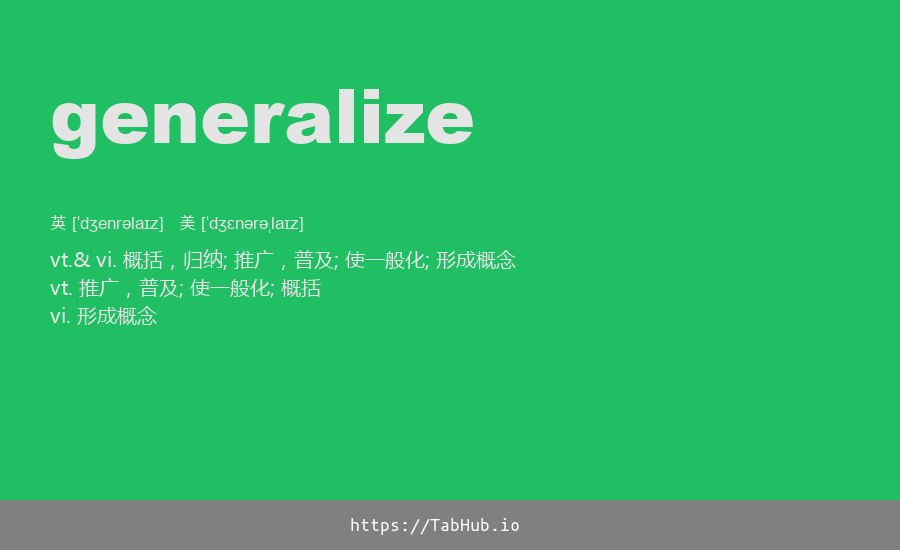 generalize
英 [ˈdʒenrəlaɪz]   美 [ˈdʒɛnərəˌlaɪz]
vt.& vi. 概括，归纳; 推广，普及; 使一般化; 形成概念
vt. 推广，普及; 使一般化; 概括
vi. 形成概念
https://TabHub.io